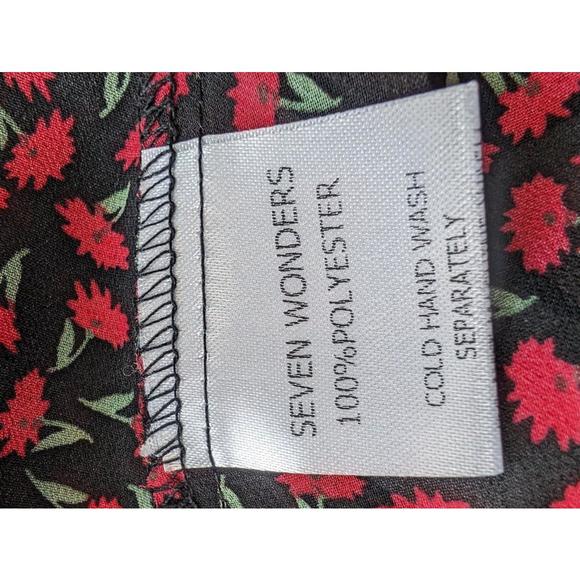 SEVEN WONDERS
100%POLYESTER
COLD HAND WASH
SEPARATELY